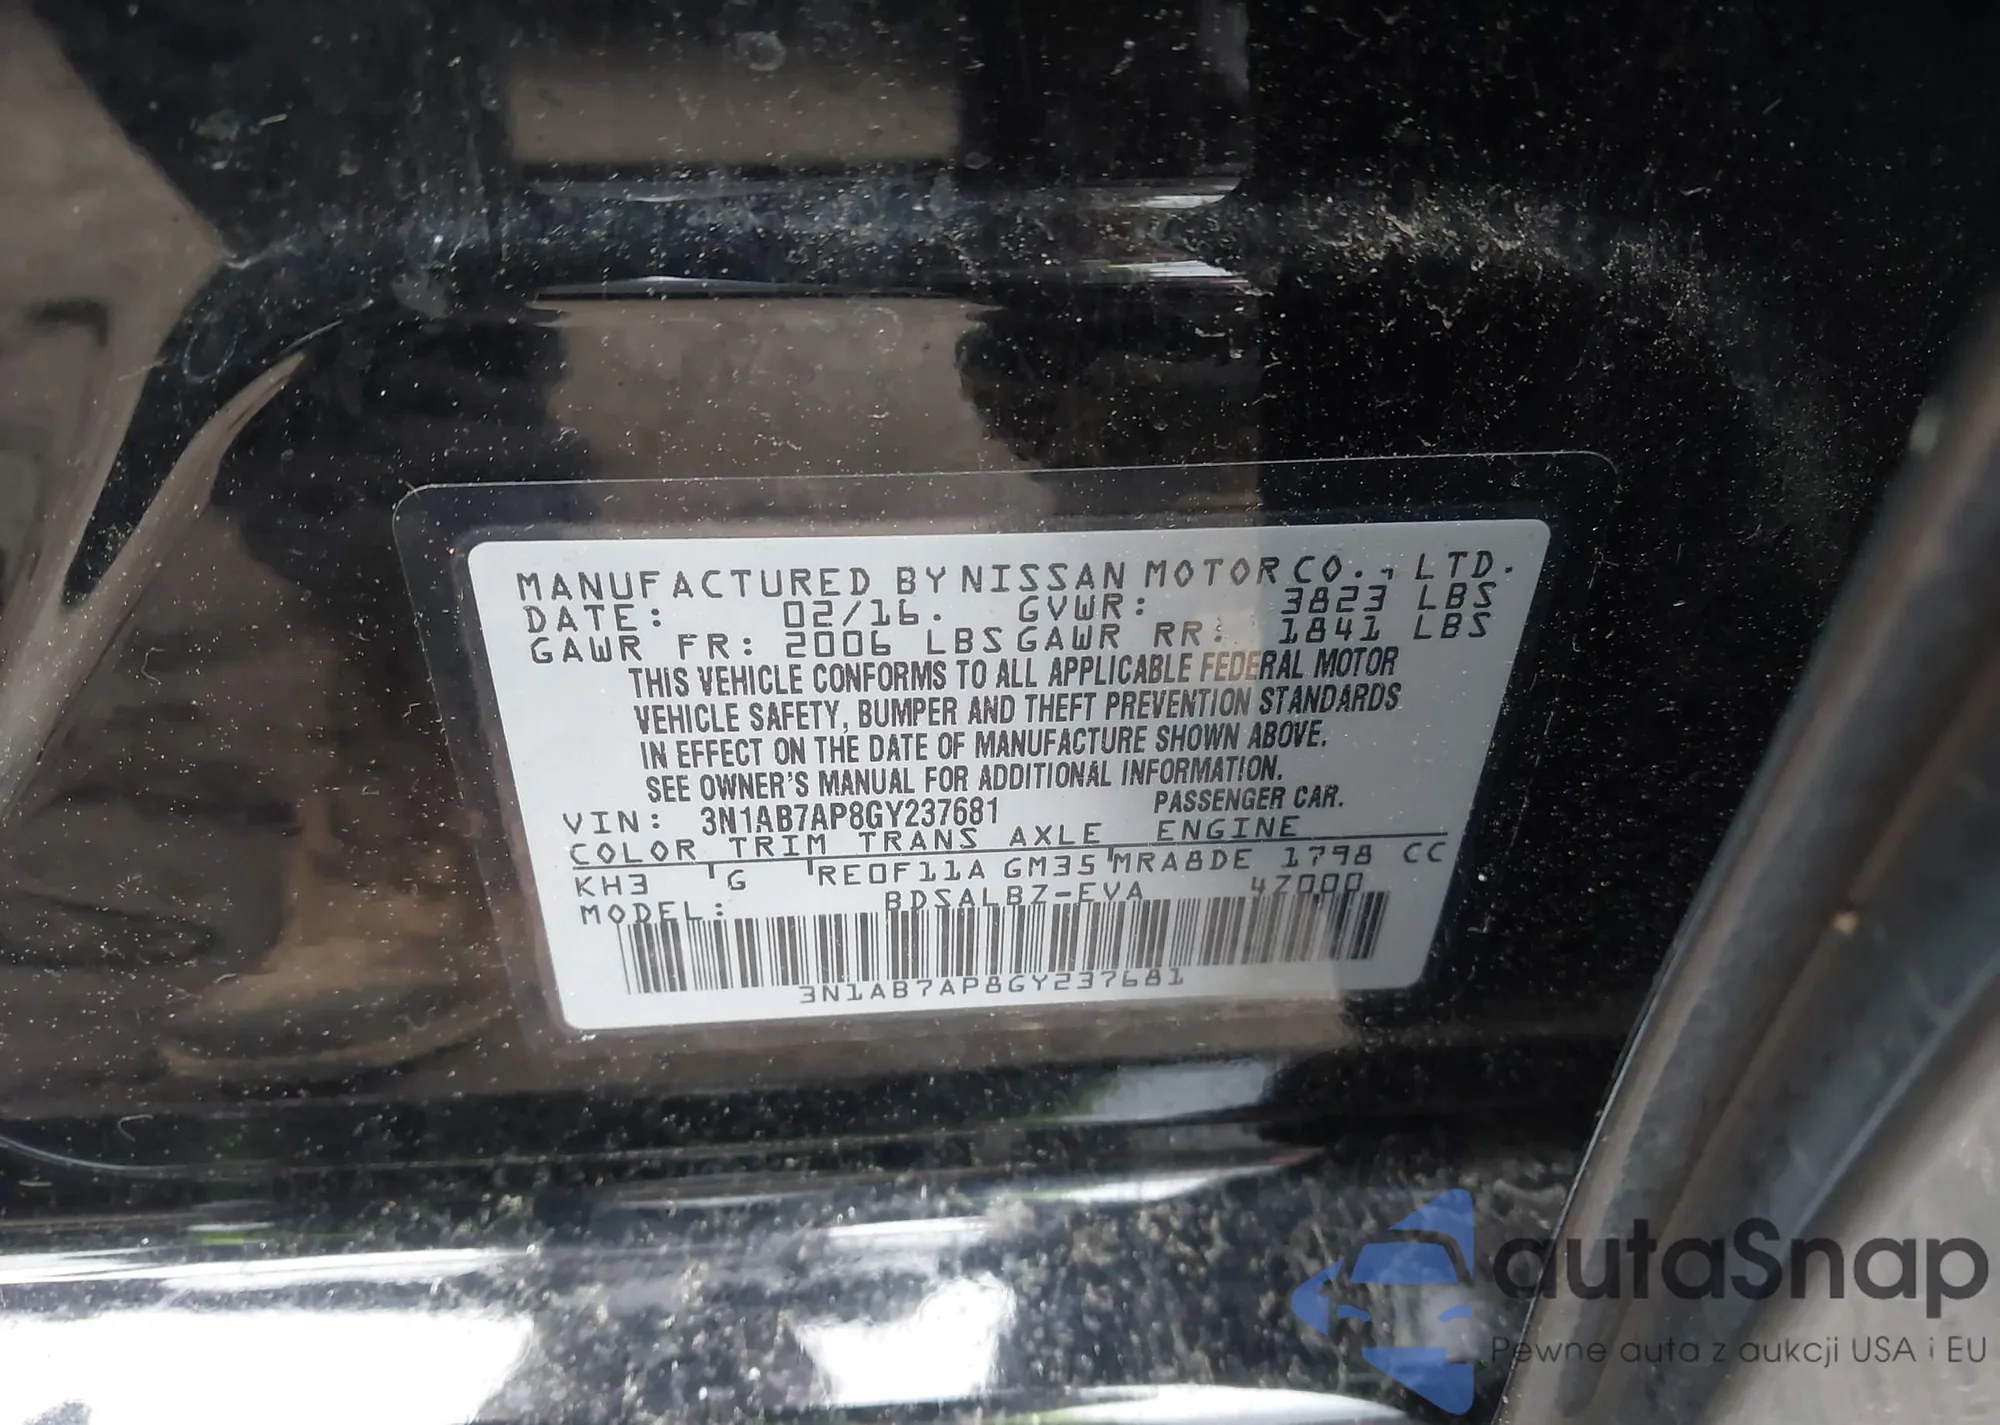 MANUFACTURED BY NISSAN MOTOR CO., LTD.
DATE: 02/16. GVWR: 3823 LBS
GAWR FR: 2006 LBS GAWR RR: 1841 LBS
THIS VEHICLE CONFORMS TO ALL APPLICABLE FEDERAL MOTOR
VEHICLE SAFETY, BUMPER AND THEFT PREVENTION STANDARDS
IN EFFECT ON THE DATE OF MANUFACTURE SHOWN ABOVE.
SEE OWNER'S MANUAL FOR ADDITIONAL INFORMATION.
VIN: 3N1AB7AP8GY237681 PASSENGER CAR.
COLOR TRIM TRANS AXLE ENGINE
KH3 G RE0F11A GM35 MRA8DE 1798 CC
MODEL: BDSALBZ-EVA 4Z000
3N1AB7AP8GY237681
autaSnap
Pewne auta z aukcji USA i EU